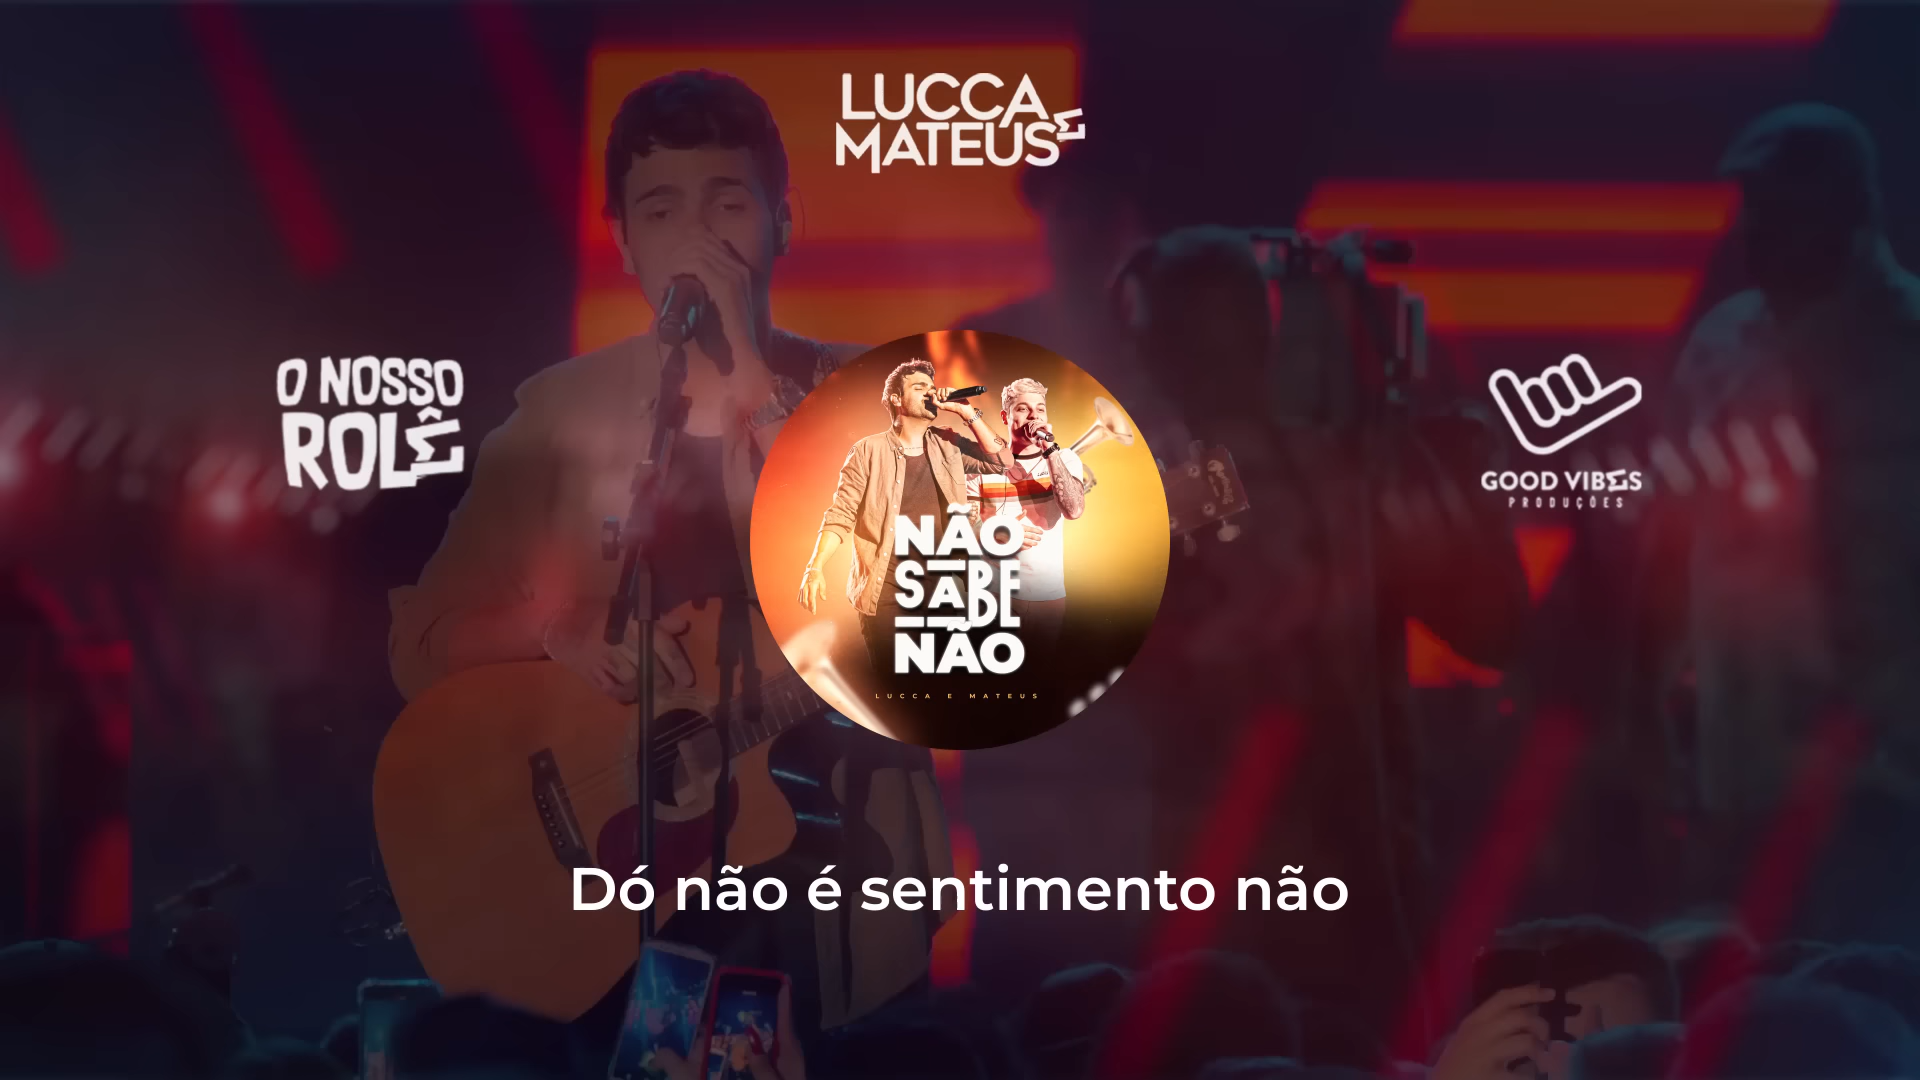 LUCCA E
MATEUS
O NOSSO
ROLÊ
GOOD VIBES
PRODUÇÕES
NÃO
SABE
NÃO
LUCCA E MATEUS
Dó não é sentimento não